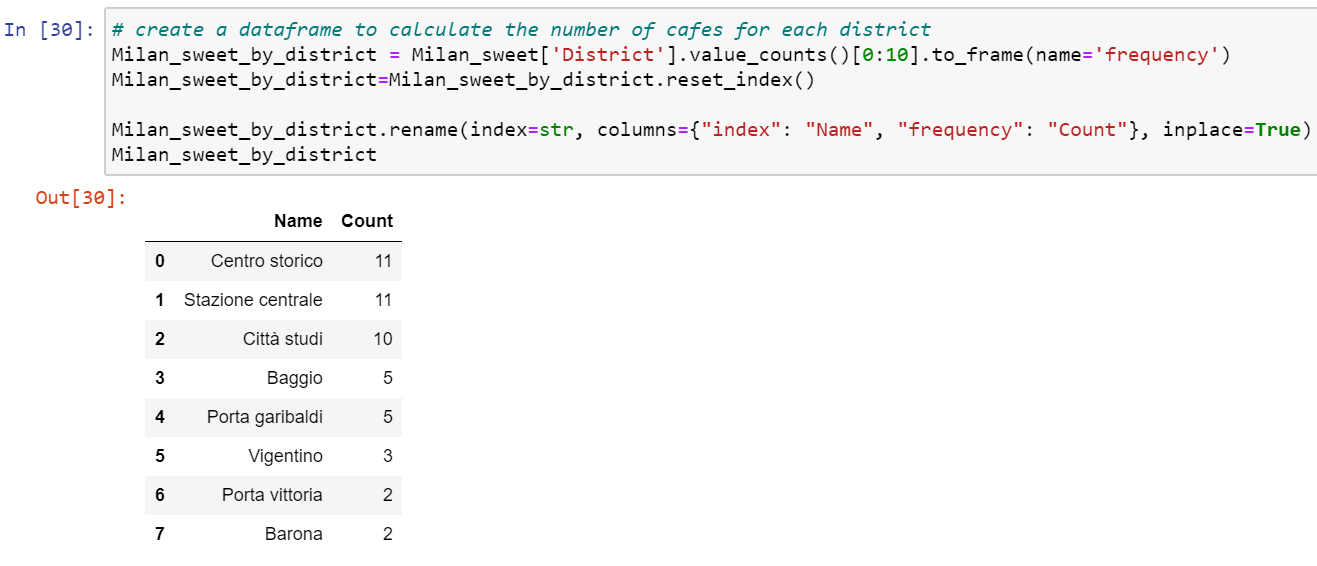 In [30]: # create a dataframe to calculate the number of cafes for each district
Milan_sweet_by_district = Milan_sweet['District'].value_counts()[0:10].to_frame(name='frequency')
Milan_sweet_by_district=Milan_sweet_by_district.reset_index()
Milan_sweet_by_district.rename(index=str, columns={"index": "Name", "frequency": "Count"}, inplace=True)
Milan_sweet_by_district
Out[30]:
Name Count
0 Centro storico 11
1 Stazione centrale 11
2 Città studi 10
3 Baggio 5
4 Porta garibaldi 5
5 Vigentino 3
6 Porta vittoria 2
7 Barona 2